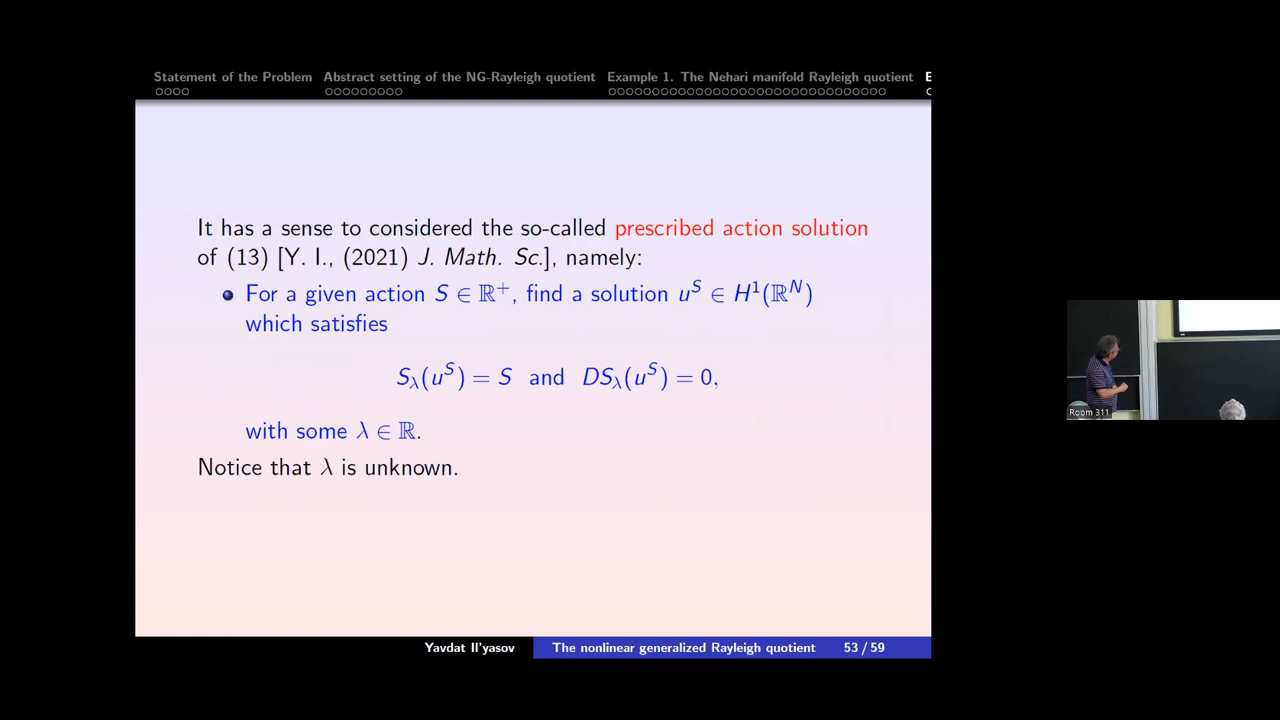 Statement of the Problem Abstract setting of the NG-Rayleigh quotient Example 1. The Nehari manifold Rayleigh quotient E
It has a sense to considered the so-called prescribed action solution
of (13) [Y. I., (2021) J. Math. Sc.], namely:
For a given action S ∈ ℝ⁺, find a solution uˢ ∈ H¹(ℝᴺ)
which satisfies
S_λ(u^S) = S and DS_λ(u^S) = 0,
with some λ ∈ ℝ.
Notice that λ is unknown.
Yavdat Il'yasov The nonlinear generalized Rayleigh quotient 53 / 59
Room 311